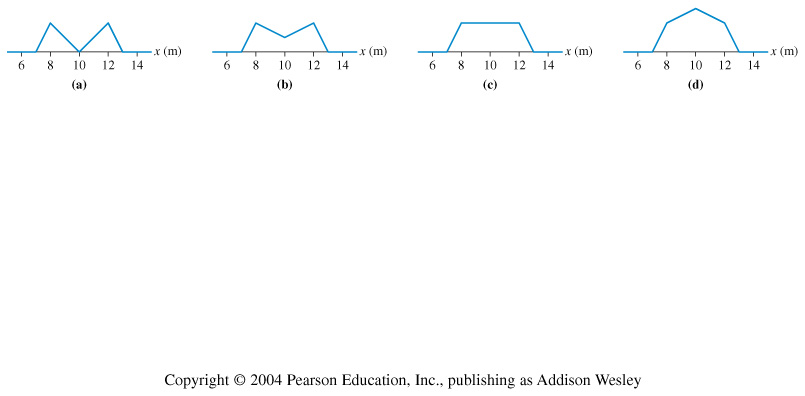 x (m) x (m) x (m) x (m)
6 8 10 12 14 6 8 10 12 14 6 8 10 12 14 6 8 10 12 14
(a) (b) (c) (d)
Copyright © 2004 Pearson Education, Inc., publishing as Addison Wesley